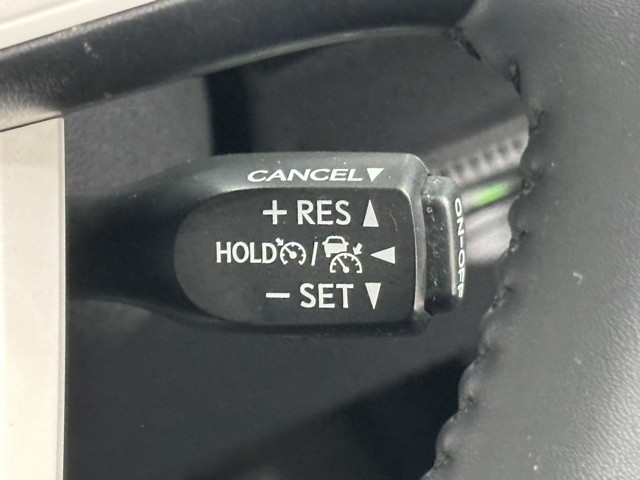 CANCEL▼
+ RES ▲
HOLD / ◀
− SET ▼
ON-OFF